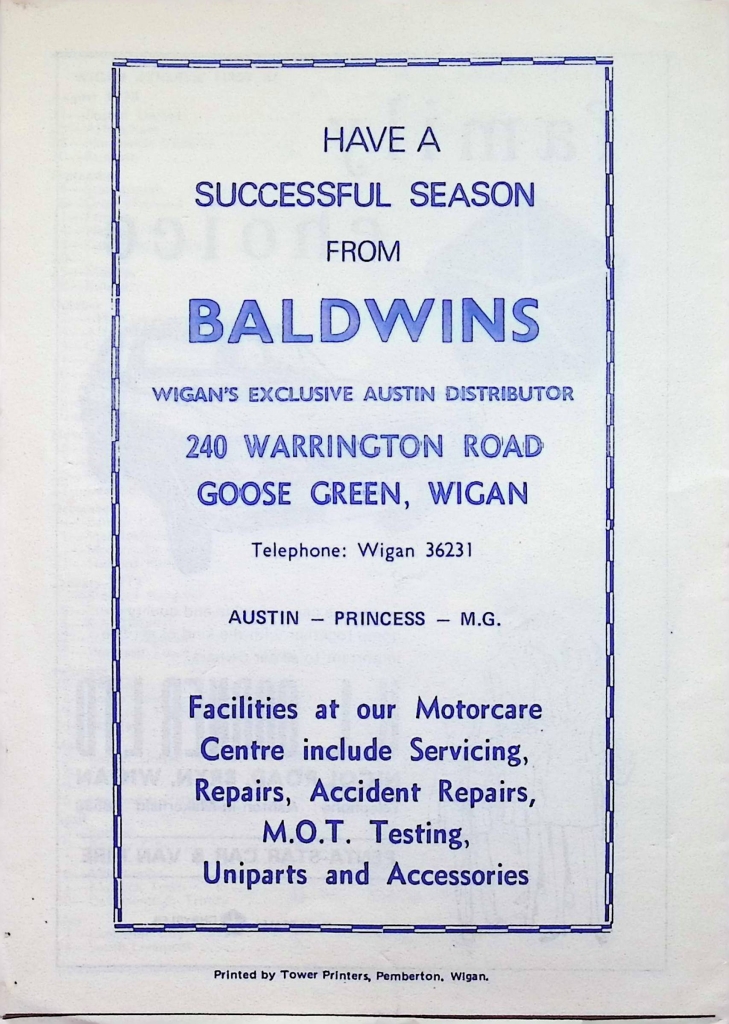 HAVE A
SUCCESSFUL SEASON
FROM
BALDWINS
WIGAN'S EXCLUSIVE AUSTIN DISTRIBUTOR
240 WARRINGTON ROAD
GOOSE GREEN, WIGAN
Telephone: Wigan 36231
AUSTIN — PRINCESS — M.G.
Facilities at our Motorcare
Centre include Servicing,
Repairs, Accident Repairs,
M.O.T. Testing,
Uniparts and Accessories
Printed by Tower Printers, Pemberton, Wigan.